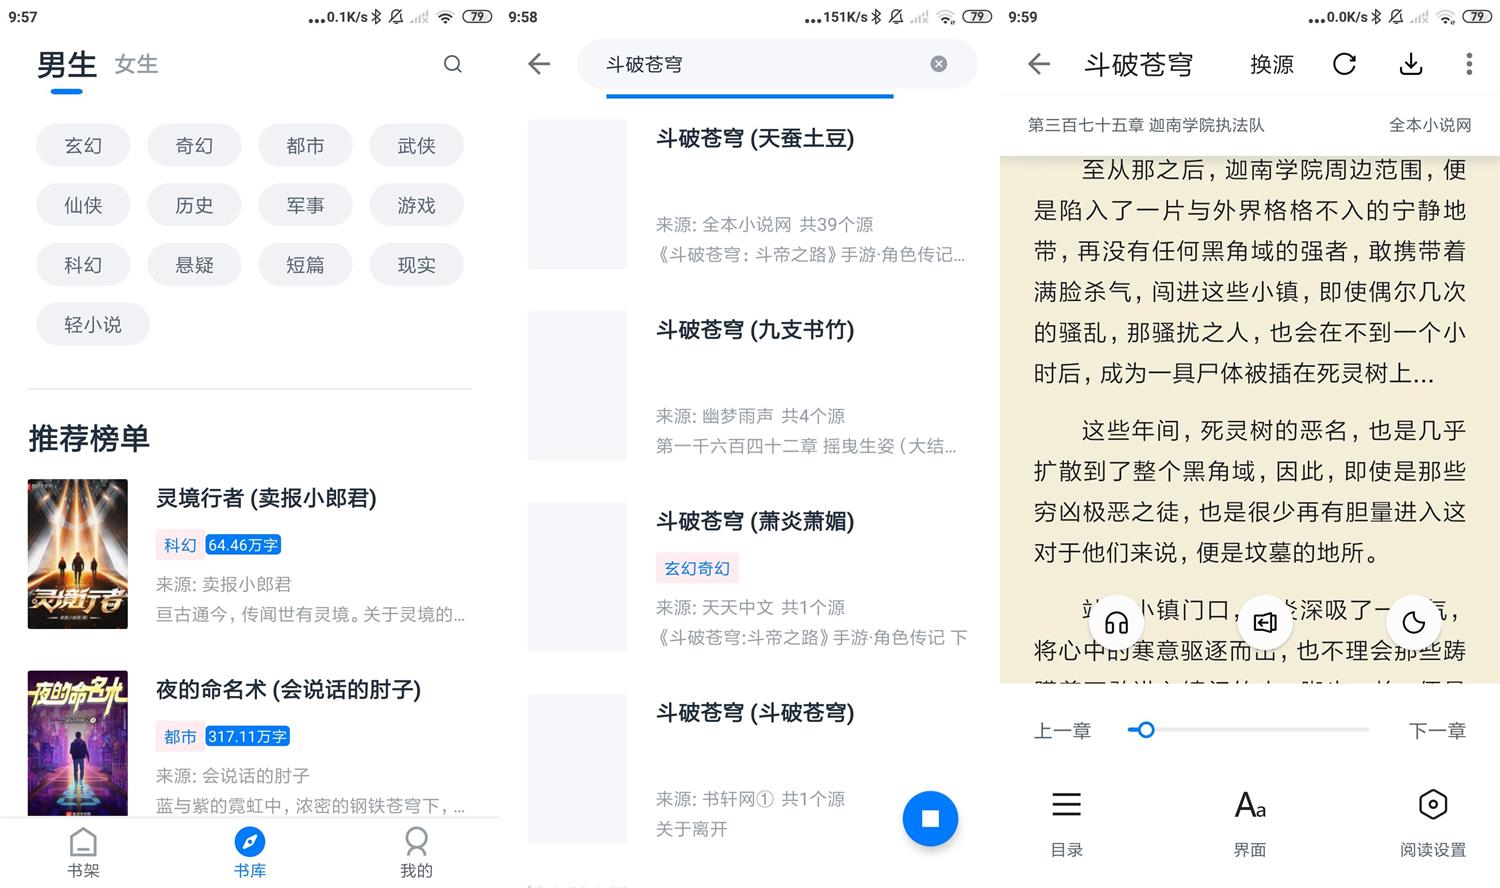 9:57
...0.1K/s
79
男生
女生
玄幻
奇幻
都市
武侠
仙侠
历史
军事
游戏
科幻
悬疑
短篇
现实
轻小说
推荐榜单
灵境行者
灵境行者 (卖报小郎君)
科幻 64.46万字
来源: 卖报小郎君
亘古通今，传闻世有灵境。关于灵境的...
夜的命名术
夜的命名术 (会说话的肘子)
都市 317.11万字
来源: 会说话的肘子
蓝与紫的霓虹中，浓密的钢铁苍穹下，...
书架
书库
我的
9:58
...151K/s
79
斗破苍穹
斗破苍穹 (天蚕土豆)
来源: 全本小说网 共39个源
《斗破苍穹：斗帝之路》手游·角色传记...
斗破苍穹 (九支书竹)
来源: 幽梦雨声 共4个源
第一千六百四十二章 摇曳生姿（大结...
斗破苍穹 (萧炎萧媚)
玄幻奇幻
来源: 天天中文 共1个源
《斗破苍穹:斗帝之路》手游·角色传记 下
斗破苍穹 (斗破苍穹)
来源: 书轩网① 共1个源
关于离开
9:59
...0.0K/s
79
斗破苍穹
换源
第三百七十五章 迦南学院执法队
全本小说网
至从那之后，迦南学院周边范围，便
是陷入了一片与外界格格不入的宁静地
带，再没有任何黑角域的强者，敢携带着
满脸杀气，闯进这些小镇，即使偶尔几次
的骚乱，那骚扰之人，也会在不到一个小
时后，成为一具尸体被插在死灵树上...
这些年间，死灵树的恶名，也是几乎
扩散到了整个黑角域，因此，即使是那些
穷凶极恶之徒，也是很少再有胆量进入这
对于他们来说，便是坟墓的地所。
小镇门口，
深吸了一
气，
将心中的寒意驱逐而出，也不理会那些踌
上一章
下一章
目录
Aa
界面
阅读设置